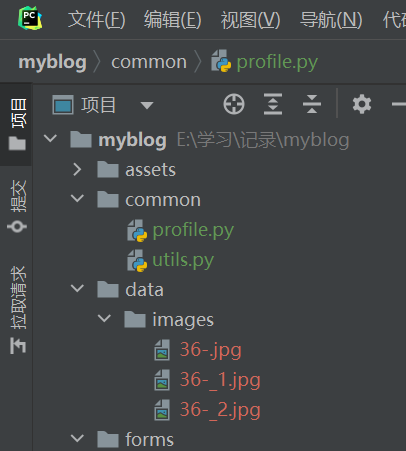 PC 文件(F) 编辑(E) 视图(V) 导航(N) 代
myblog common profile.py
项目
myblog E:\学习\记录\myblog
assets
common
profile.py
utils.py
data
images
36-.jpg
36-_1.jpg
36-_2.jpg
forms
项目
提交
拉取请求